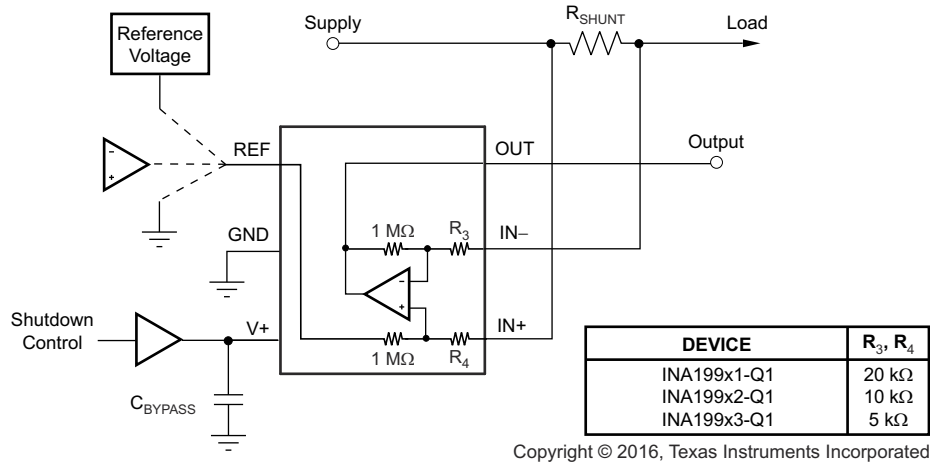 Supply
R_SHUNT
Load
Reference
Voltage
REF
OUT
Output
-
+
GND
1 MΩ
R3
IN−
-
+
Shutdown
Control
V+
IN+
1 MΩ
R4
C_BYPASS
DEVICE R3, R4
INA199x1-Q1 20 kΩ
INA199x2-Q1 10 kΩ
INA199x3-Q1 5 kΩ
Copyright © 2016, Texas Instruments Incorporated